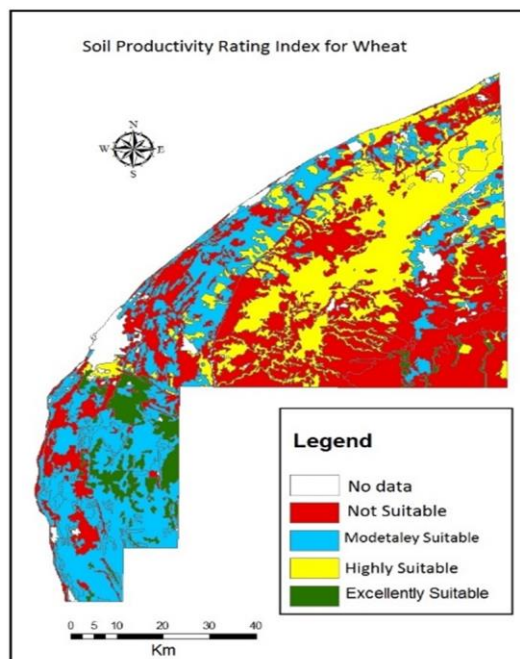 Soil Productivity Rating Index for Wheat
N
W E
S
Legend
No data
Not Suitable
Modetaley Suitable
Highly Suitable
Excellently Suitable
0 5 10 20 30 40
Km